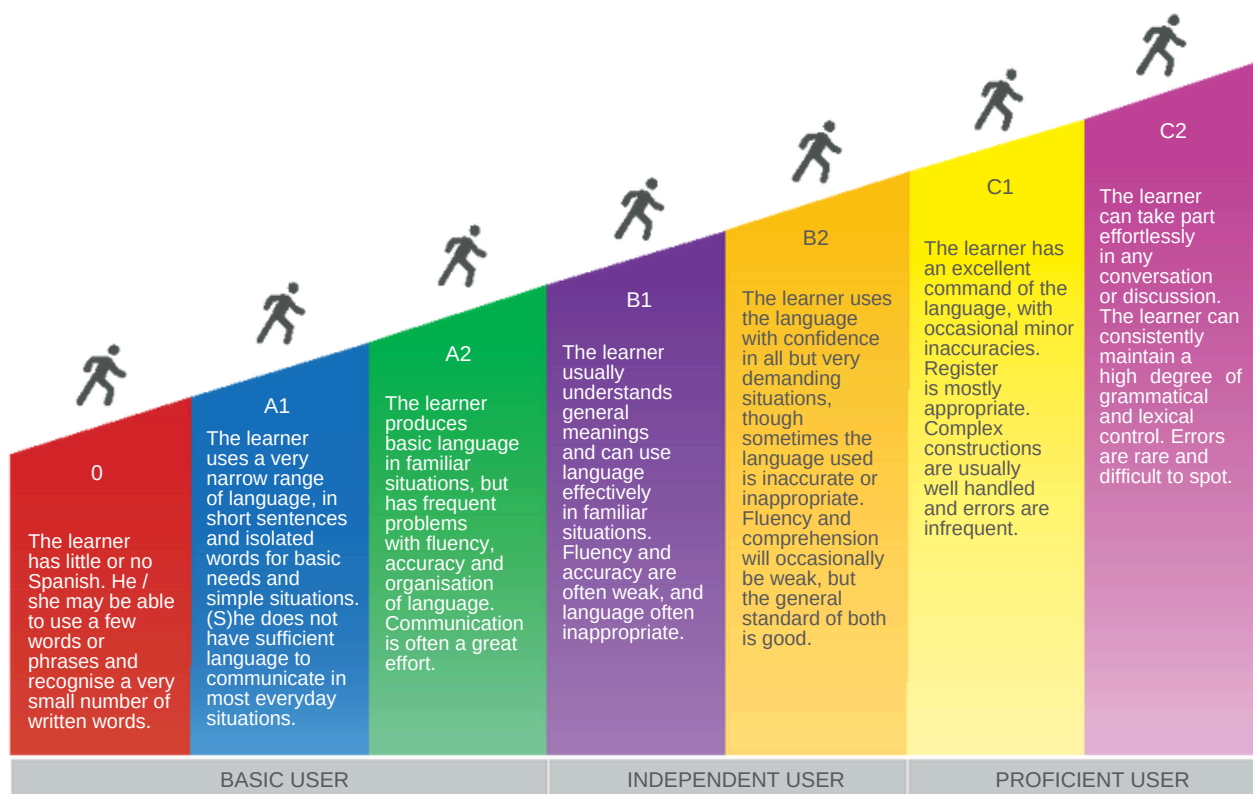 0
The learner
has little or no
Spanish. He /
she may be able
to use a few
words or
phrases and
recognise a very
small number of
written words.
A1
The learner
uses a very
narrow range
of language, in
short sentences
and isolated
words for basic
needs and
simple situations.
(S)he does not
have sufficient
language to
communicate in
most everyday
situations.
A2
The learner
produces
basic language
in familiar
situations, but
has frequent
problems
with fluency,
accuracy and
organisation
of language.
Communication
is often a great
effort.
B1
The learner
usually
understands
general
meanings
and can use
language
effectively
in familiar
situations.
Fluency and
accuracy are
often weak, and
language often
inappropriate.
B2
The learner uses
the language
with confidence
in all but very
demanding
situations,
though
sometimes the
language used
is inaccurate or
inappropriate.
Fluency and
comprehension
will occasionally
be weak, but
the general
standard of both
is good.
C1
The learner has
an excellent
command of the
language, with
occasional minor
inaccuracies.
Register
is mostly
appropriate.
Complex
constructions
are usually
well handled
and errors are
infrequent.
C2
The learner
can take part
effortlessly
in any
conversation
or discussion.
The learner can
consistently
maintain a
high degree of
grammatical
and lexical
control. Errors
are rare and
difficult to spot.
BASIC USER
INDEPENDENT USER
PROFICIENT USER